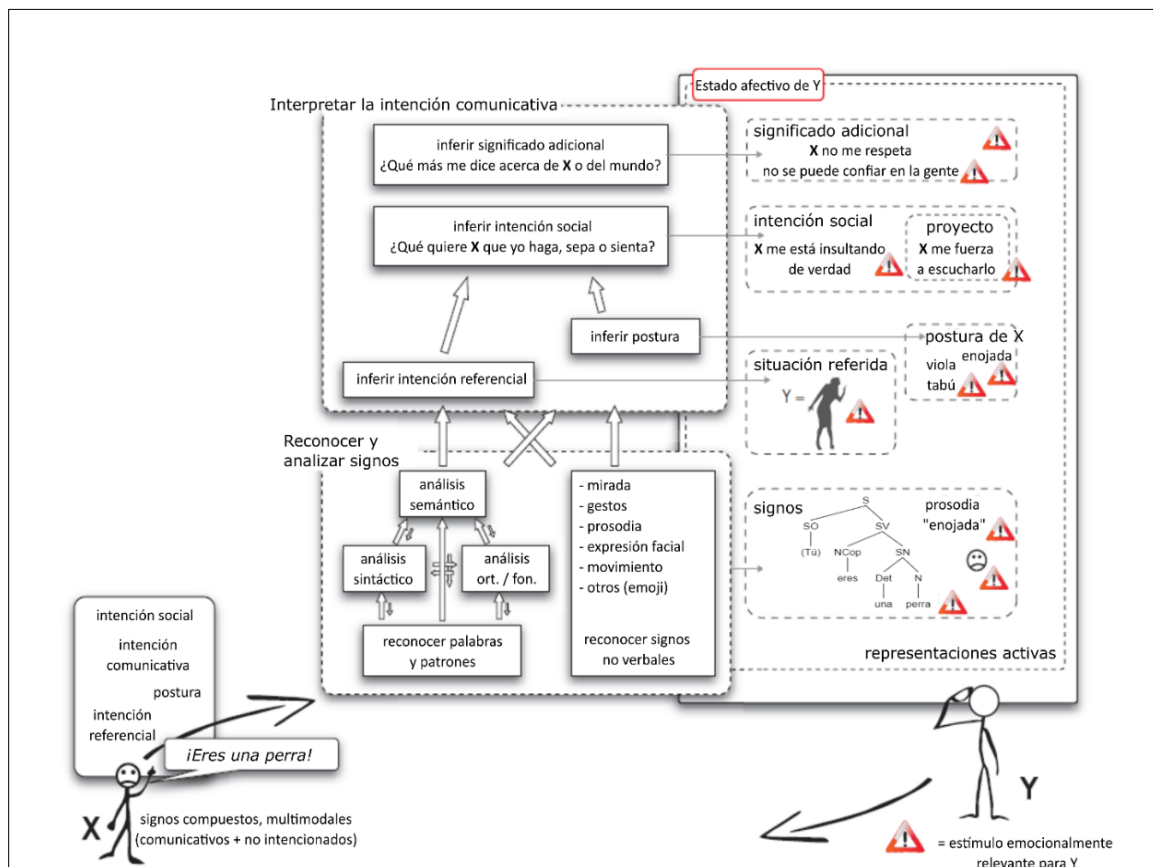 Estado afectivo de Y
Interpretar la intención comunicativa
inferir significado adicional
¿Qué más me dice acerca de X o del mundo?
significado adicional
X no me respeta
no se puede confiar en la gente
inferir intención social
¿Qué quiere X que yo haga, sepa o sienta?
intención social
X me está insultando
de verdad
proyecto
X me fuerza
a escucharlo
inferir postura
postura de X
enojada
viola
tabú
inferir intención referencial
situación referida
Y =
Reconocer y
analizar signos
análisis
semántico
análisis
sintáctico
análisis
ort. / fon.
reconocer palabras
y patrones
- mirada
- gestos
- prosodia
- expresión facial
- movimiento
- otros (emoji)
reconocer signos
no verbales
signos
S
SO
SV
(Tú)
NCop
SN
eres
Det
N
una
perra
prosodia
"enojada"
representaciones activas
intención social
intención
comunicativa
postura
intención
referencial
¡Eres una perra!
X
signos compuestos, multimodales
(comunicativos + no intencionados)
Y
= estímulo emocionalmente
relevante para Y